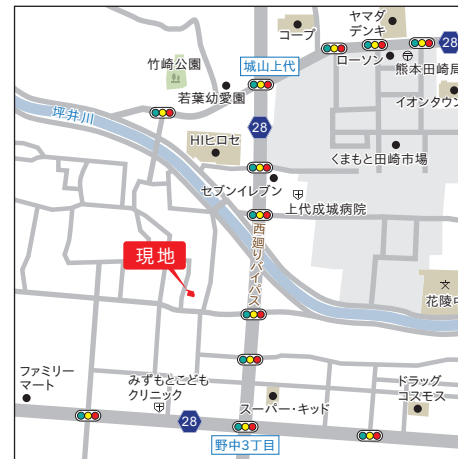 コープ
ヤマダ
デンキ
28
ローソン
熊本田崎局
イオンタウン
城山上代
竹崎公園
若葉幼愛園
坪井川
28
HIヒロセ
くまもと田崎市場
セブンイレブン
上代成城病院
西廻りバイパス
現地
花陵中
ファミリー
マート
みずもとこども
クリニック
28
スーパー・キッド
ドラッグ
コスモス
野中3丁目